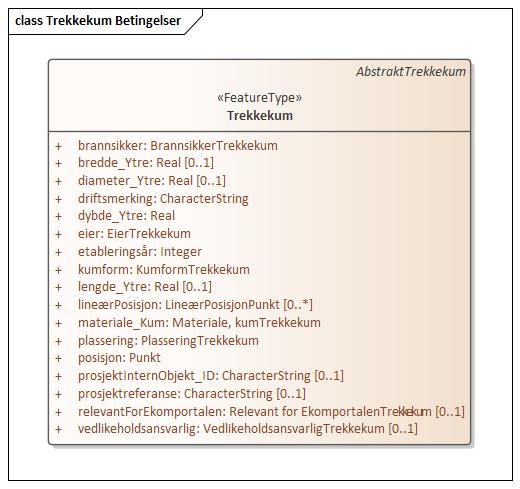 class Trekkekum Betingelser
AbstraktTrekkekum
«FeatureType»
Trekkekum
+ brannsikker: BrannsikkerTrekkekum
+ bredde_Ytre: Real [0..1]
+ diameter_Ytre: Real [0..1]
+ driftsmerking: CharacterString
+ dybde_Ytre: Real
+ eier: EierTrekkekum
+ etableringsår: Integer
+ kumform: KumformTrekkekum
+ lengde_Ytre: Real [0..1]
+ lineærPosisjon: LineærPosisjonPunkt [0..*]
+ materiale_Kum: Materiale, kumTrekkekum
+ plassering: PlasseringTrekkekum
+ posisjon: Punkt
+ prosjektInternObjekt_ID: CharacterString [0..1]
+ prosjektreferanse: CharacterString [0..1]
+ relevantForEkomportalen: Relevant for EkomportalenTrekkekum [0..1]
+ vedlikeholdsansvarlig: VedlikeholdsansvarligTrekkekum [0..1]